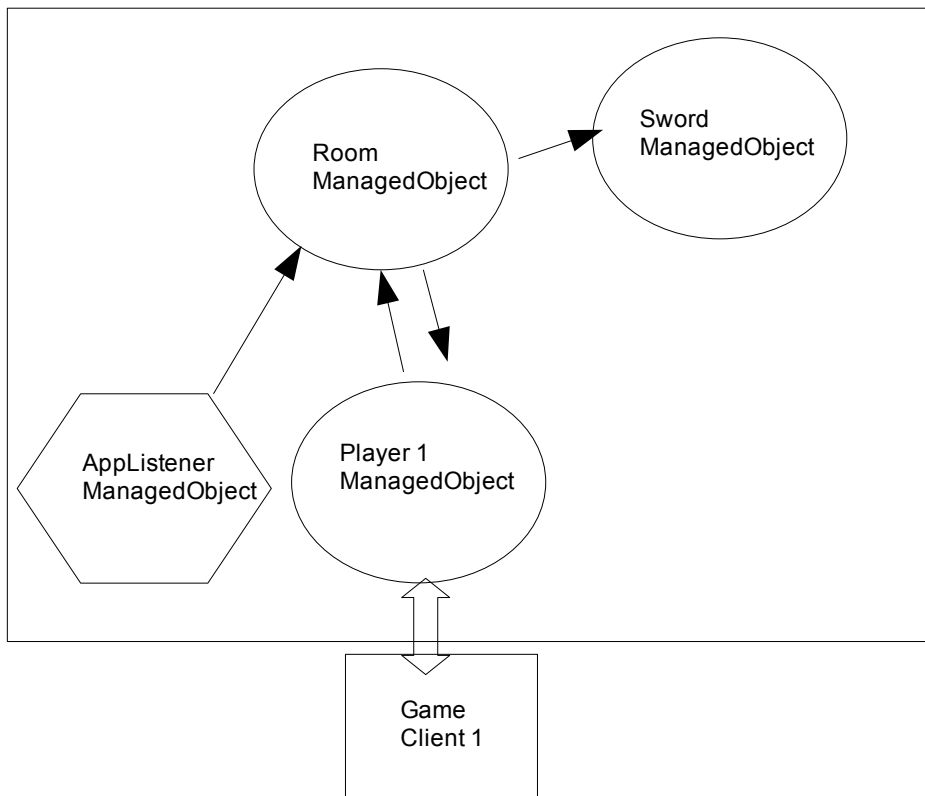 Sword
ManagedObject
Room
ManagedObject
Player 1
ManagedObject
AppListener
ManagedObject
Game
Client 1